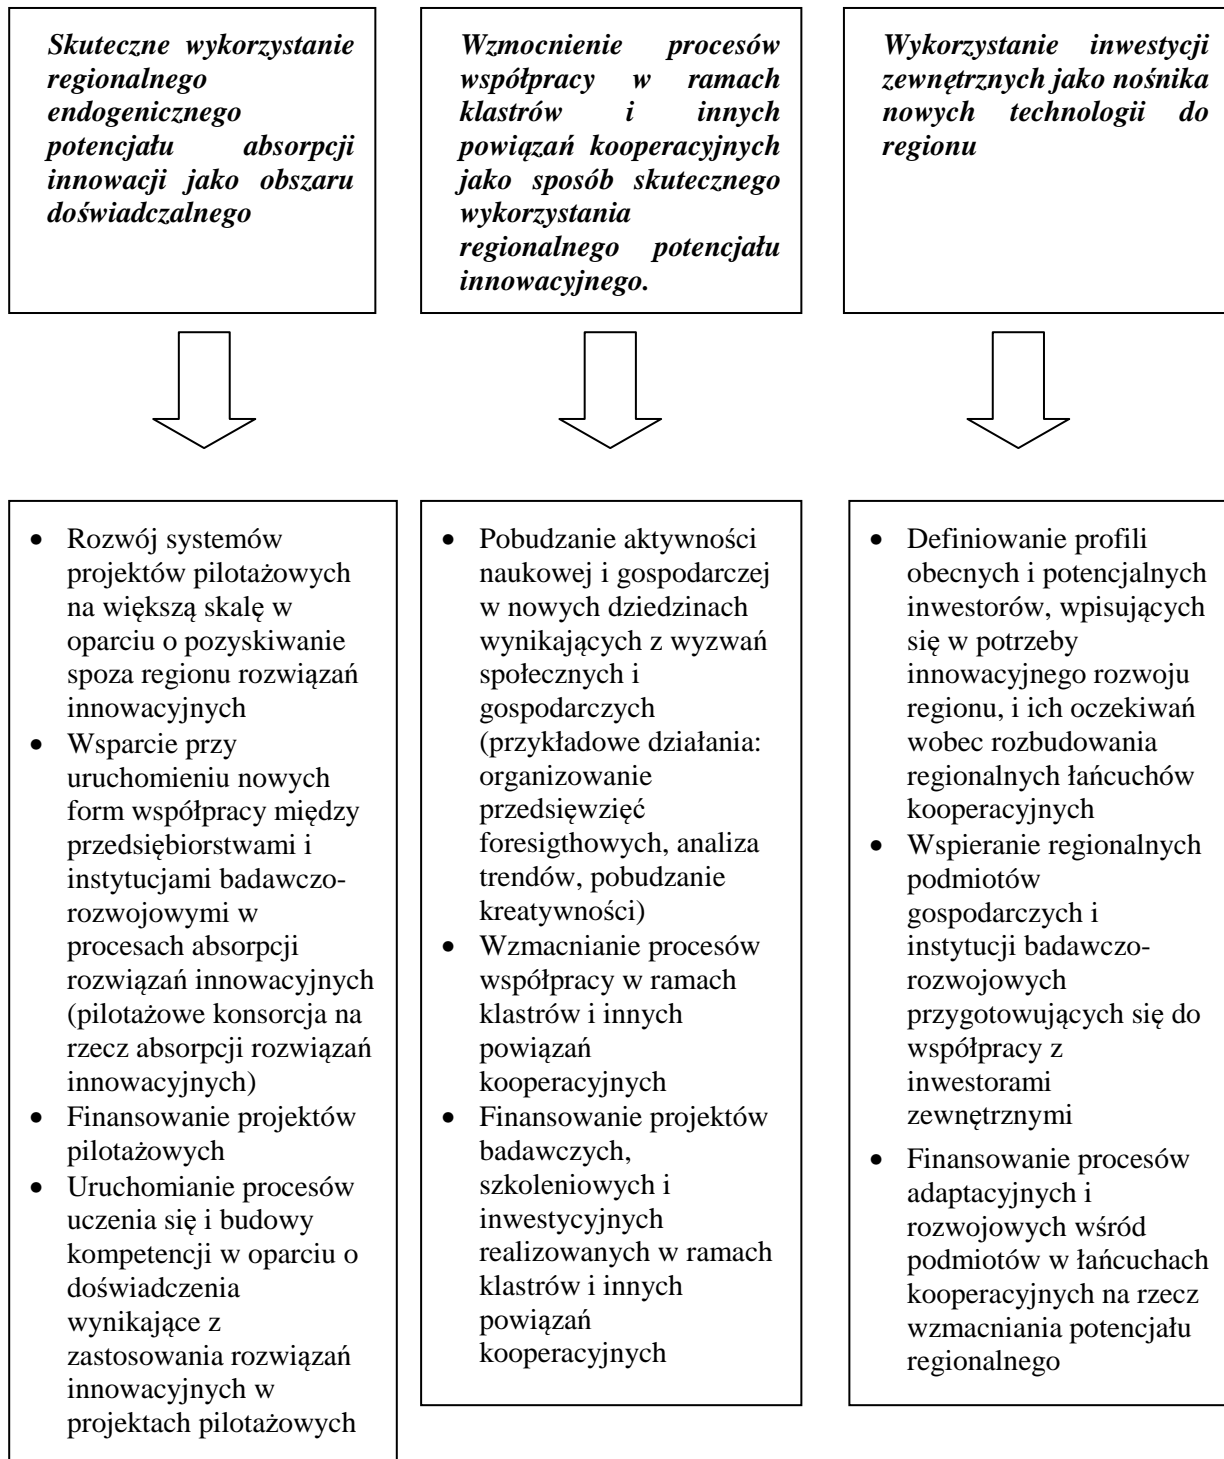 Skuteczne wykorzystanie
regionalnego
endogenicznego
potencjału absorpcji
innowacji jako obszaru
doświadczalnego
Wzmocnienie procesów
współpracy w ramach
klastrów i innych
powiązań kooperacyjnych
jako sposób skutecznego
wykorzystania
regionalnego potencjału
innowacyjnego.
Wykorzystanie inwestycji
zewnętrznych jako nośnika
nowych technologii do
regionu
• Rozwój systemów
projektów pilotażowych
na większą skalę w
oparciu o pozyskiwanie
spoza regionu rozwiązań
innowacyjnych
• Wsparcie przy
uruchomieniu nowych
form współpracy między
przedsiębiorstwami i
instytucjami badawczo-
rozwojowymi w
procesach absorpcji
rozwiązań innowacyjnych
(pilotażowe konsorcja na
rzecz absorpcji rozwiązań
innowacyjnych)
• Finansowanie projektów
pilotażowych
• Uruchomianie procesów
uczenia się i budowy
kompetencji w oparciu o
doświadczenia
wynikające z
zastosowania rozwiązań
innowacyjnych w
projektach pilotażowych
• Pobudzanie aktywności
naukowej i gospodarczej
w nowych dziedzinach
wynikających z wyzwań
społecznych i
gospodarczych
(przykładowe działania:
organizowanie
przedsięwzięć
foresigthowych, analiza
trendów, pobudzanie
kreatywności)
• Wzmacnianie procesów
współpracy w ramach
klastrów i innych
powiązań
kooperacyjnych
• Finansowanie projektów
badawczych,
szkoleniowych i
inwestycyjnych
realizowanych w ramach
klastrów i innych
powiązań
kooperacyjnych
• Definiowanie profili
obecnych i potencjalnych
inwestorów, wpisujących
się w potrzeby
innowacyjnego rozwoju
regionu, i ich oczekiwań
wobec rozbudowania
regionalnych łańcuchów
kooperacyjnych
• Wspieranie regionalnych
podmiotów
gospodarczych i
instytucji badawczo-
rozwojowych
przygotowujących się do
współpracy z
inwestorami
zewnętrznymi
• Finansowanie procesów
adaptacyjnych i
rozwojowych wśród
podmiotów w łańcuchach
kooperacyjnych na rzecz
wzmacniania potencjału
regionalnego